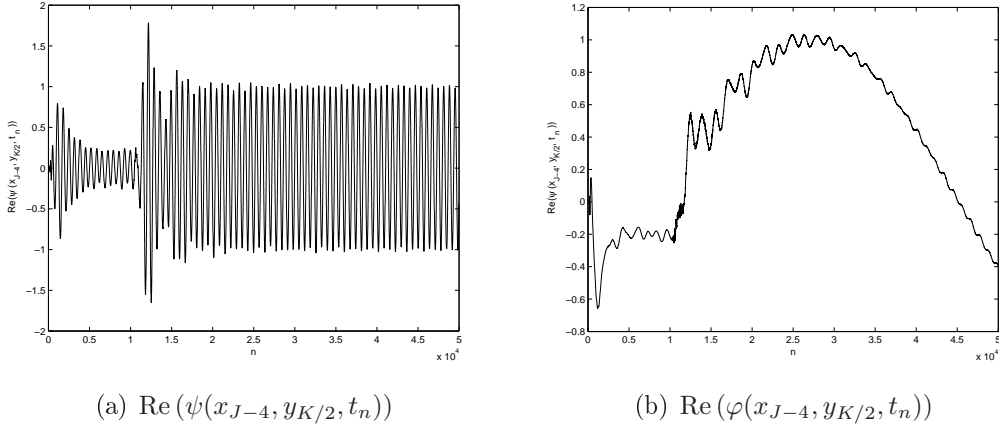 2
1.5
1
0.5
0
−0.5
−1
−1.5
−2
Re(ψ (x_{J−4}, y_{K/2}, t_n))
0 0.5 1 1.5 2 2.5 3 3.5 4 4.5 5
n
x 10^4
(a) Re (ψ(x_{J−4}, y_{K/2}, t_n))
1.2
1
0.8
0.6
0.4
0.2
0
−0.2
−0.4
−0.6
−0.8
Re(ψ (x_{J−4}, y_{K/2}, t_n))
0 0.5 1 1.5 2 2.5 3 3.5 4 4.5 5
n
x 10^4
(b) Re (φ(x_{J−4}, y_{K/2}, t_n))